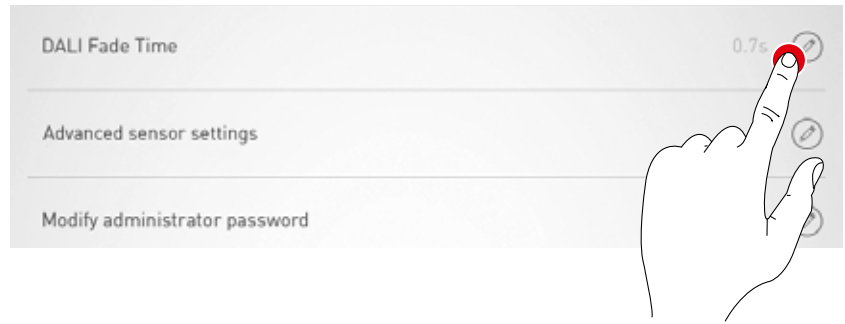 DALI Fade Time 0.7s
Advanced sensor settings
Modify administrator password